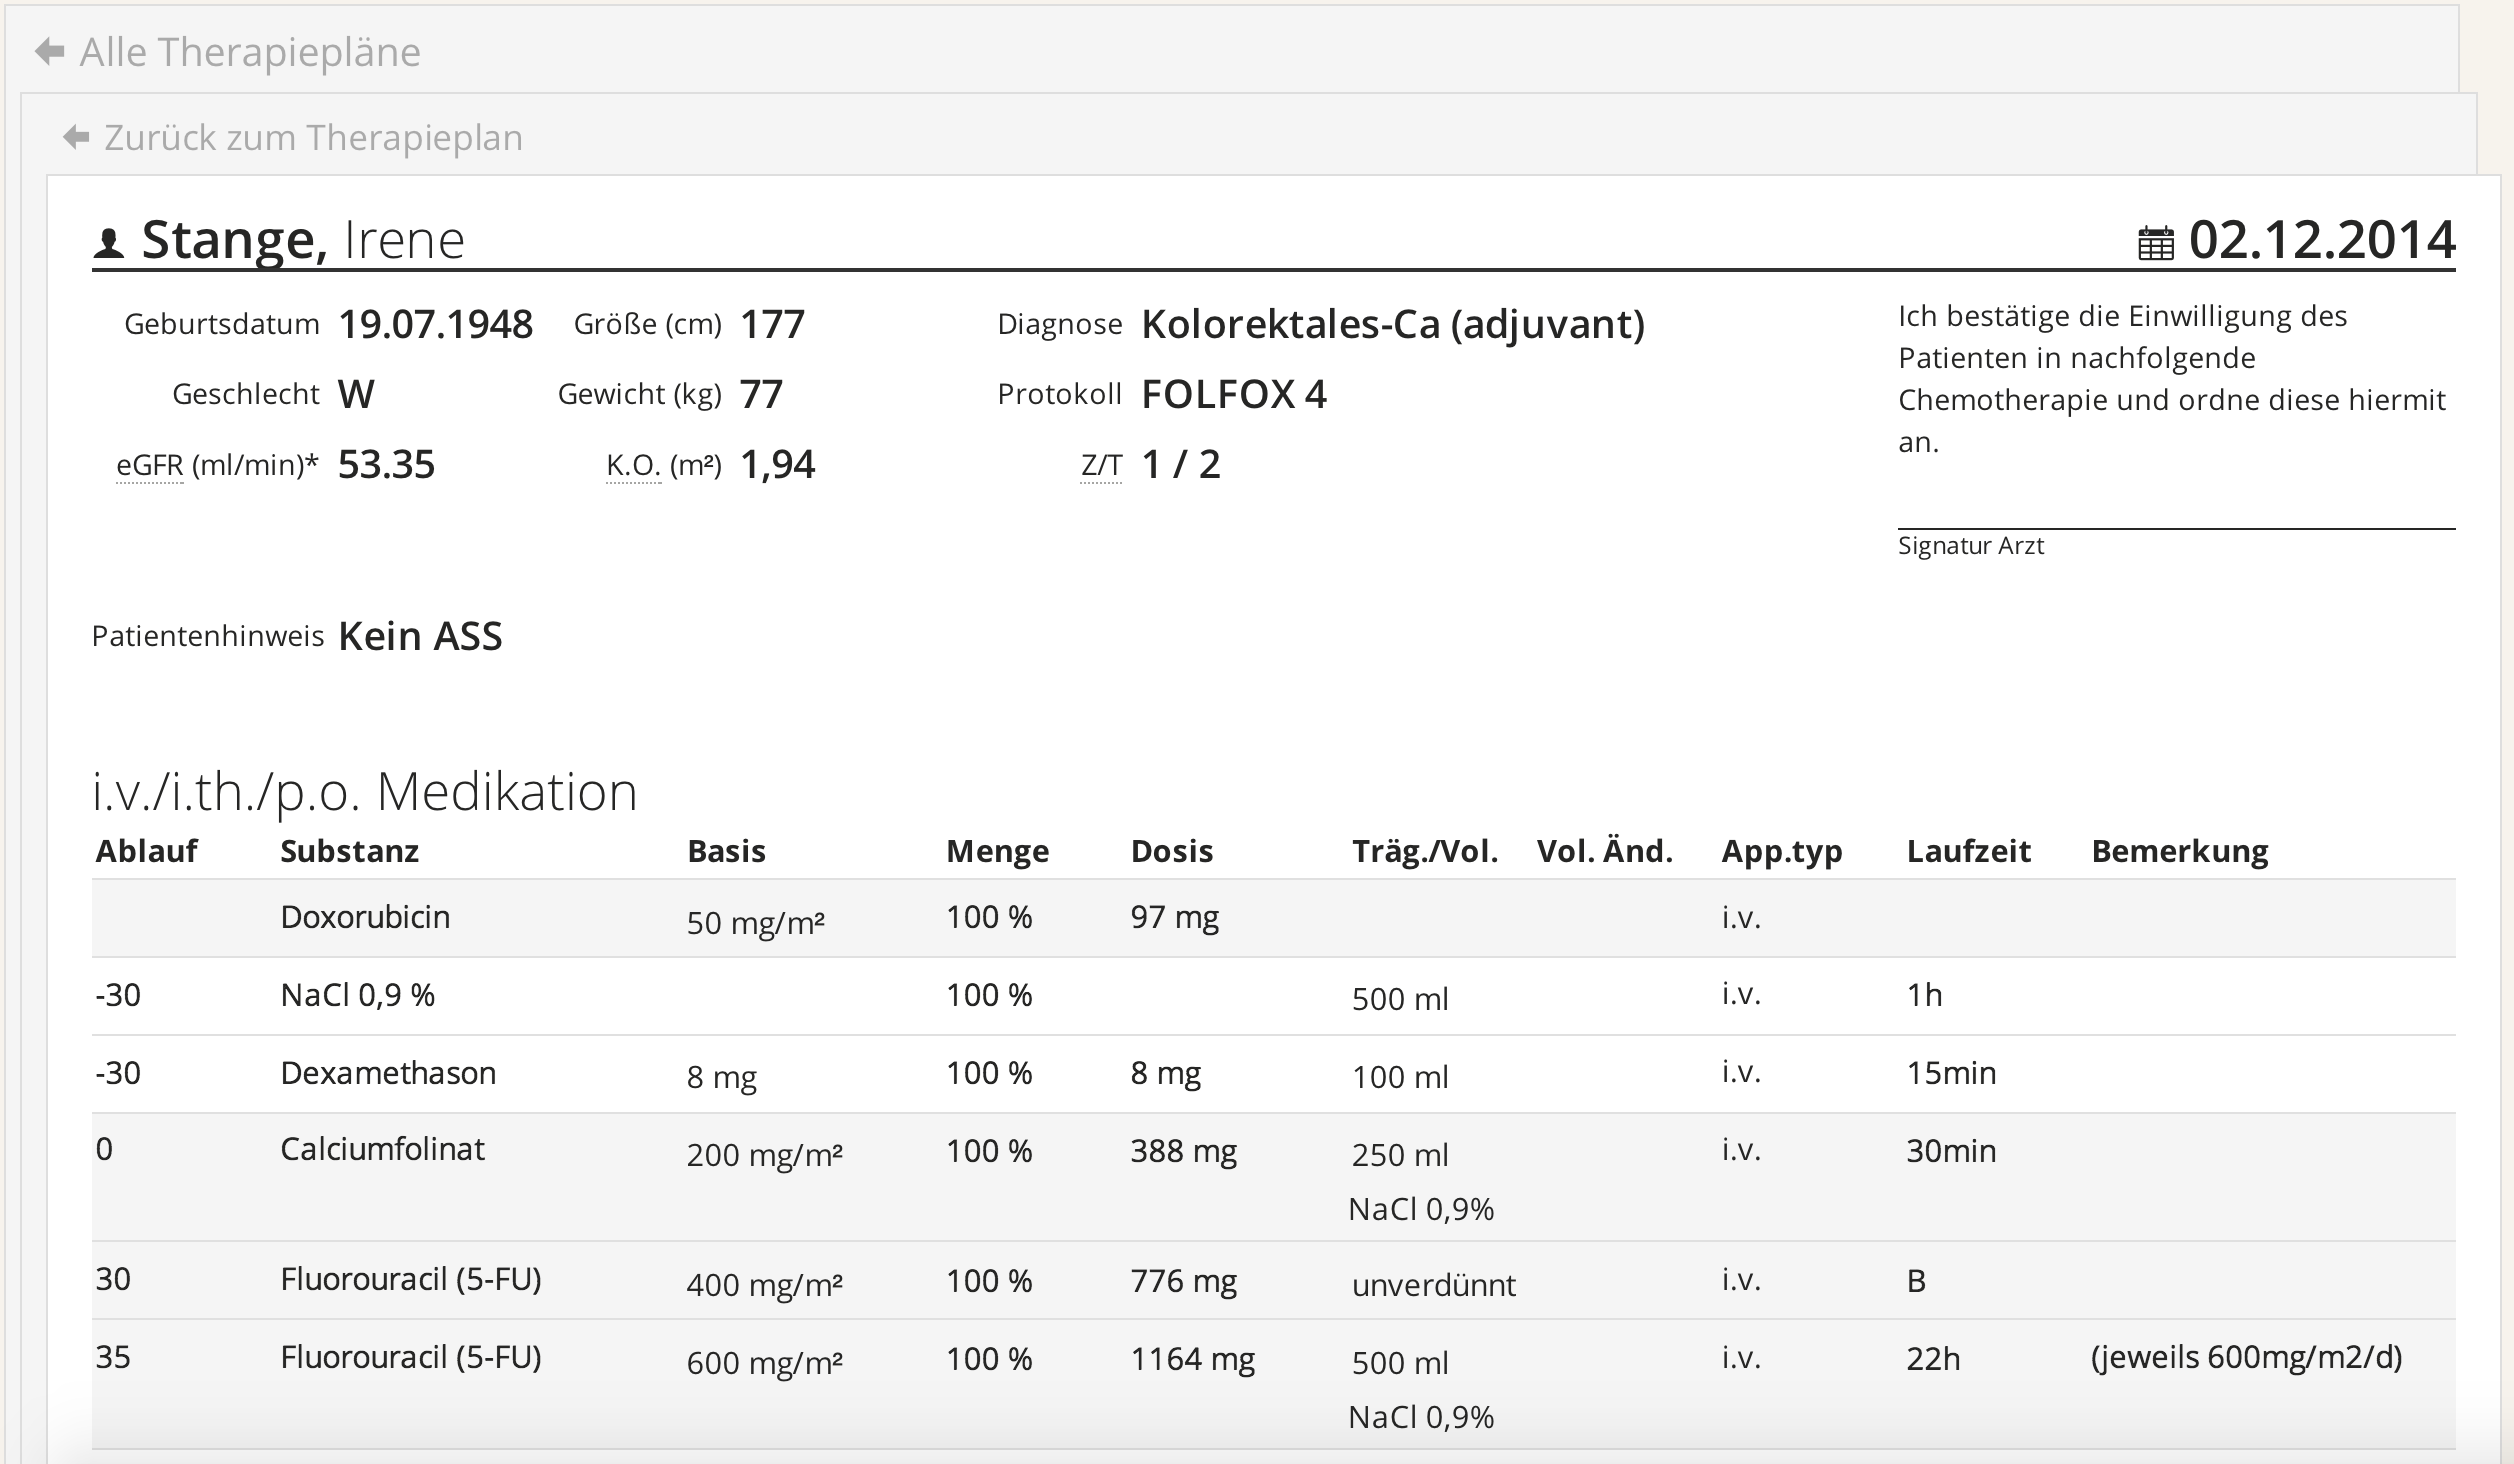 Alle Therapiepläne
Zurück zum Therapieplan
Stange, Irene 02.12.2014
Geburtsdatum 19.07.1948 Größe (cm) 177 Diagnose Kolorektales-Ca (adjuvant)
Geschlecht W Gewicht (kg) 77 Protokoll FOLFOX 4
eGFR (ml/min)* 53.35 K.O. (m²) 1,94 Z/T 1 / 2
Ich bestätige die Einwilligung des
Patienten in nachfolgende
Chemotherapie und ordne diese hiermit
an.
Signatur Arzt
Patientenhinweis Kein ASS
i.v./i.th./p.o. Medikation
Ablauf Substanz Basis Menge Dosis Träg./Vol. Vol. Änd. App.typ Laufzeit Bemerkung
Doxorubicin 50 mg/m² 100 % 97 mg i.v.
-30 NaCl 0,9 % 100 % 500 ml i.v. 1h
-30 Dexamethason 8 mg 100 % 8 mg 100 ml i.v. 15min
0 Calciumfolinat 200 mg/m² 100 % 388 mg 250 ml i.v. 30min
NaCl 0,9%
30 Fluorouracil (5-FU) 400 mg/m² 100 % 776 mg unverdünnt i.v. B
35 Fluorouracil (5-FU) 600 mg/m² 100 % 1164 mg 500 ml i.v. 22h (jeweils 600mg/m2/d)
NaCl 0,9%